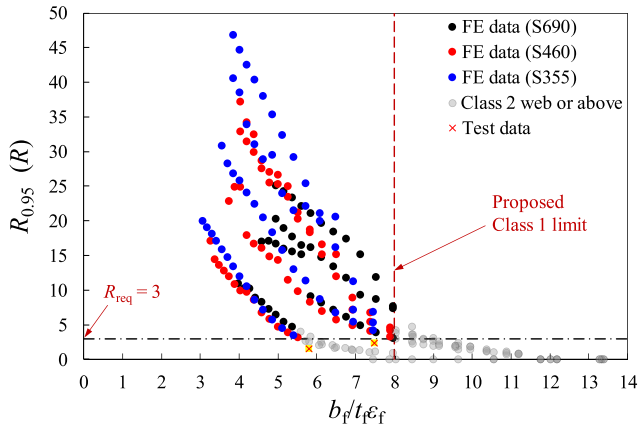 50
45
40
35
30
25
20
15
10
5
0
R0,95 (R)
FE data (S690)
FE data (S460)
FE data (S355)
Class 2 web or above
Test data
Proposed
Class 1 limit
Rreq = 3
0 1 2 3 4 5 6 7 8 9 10 11 12 13 14
bf/tfεf